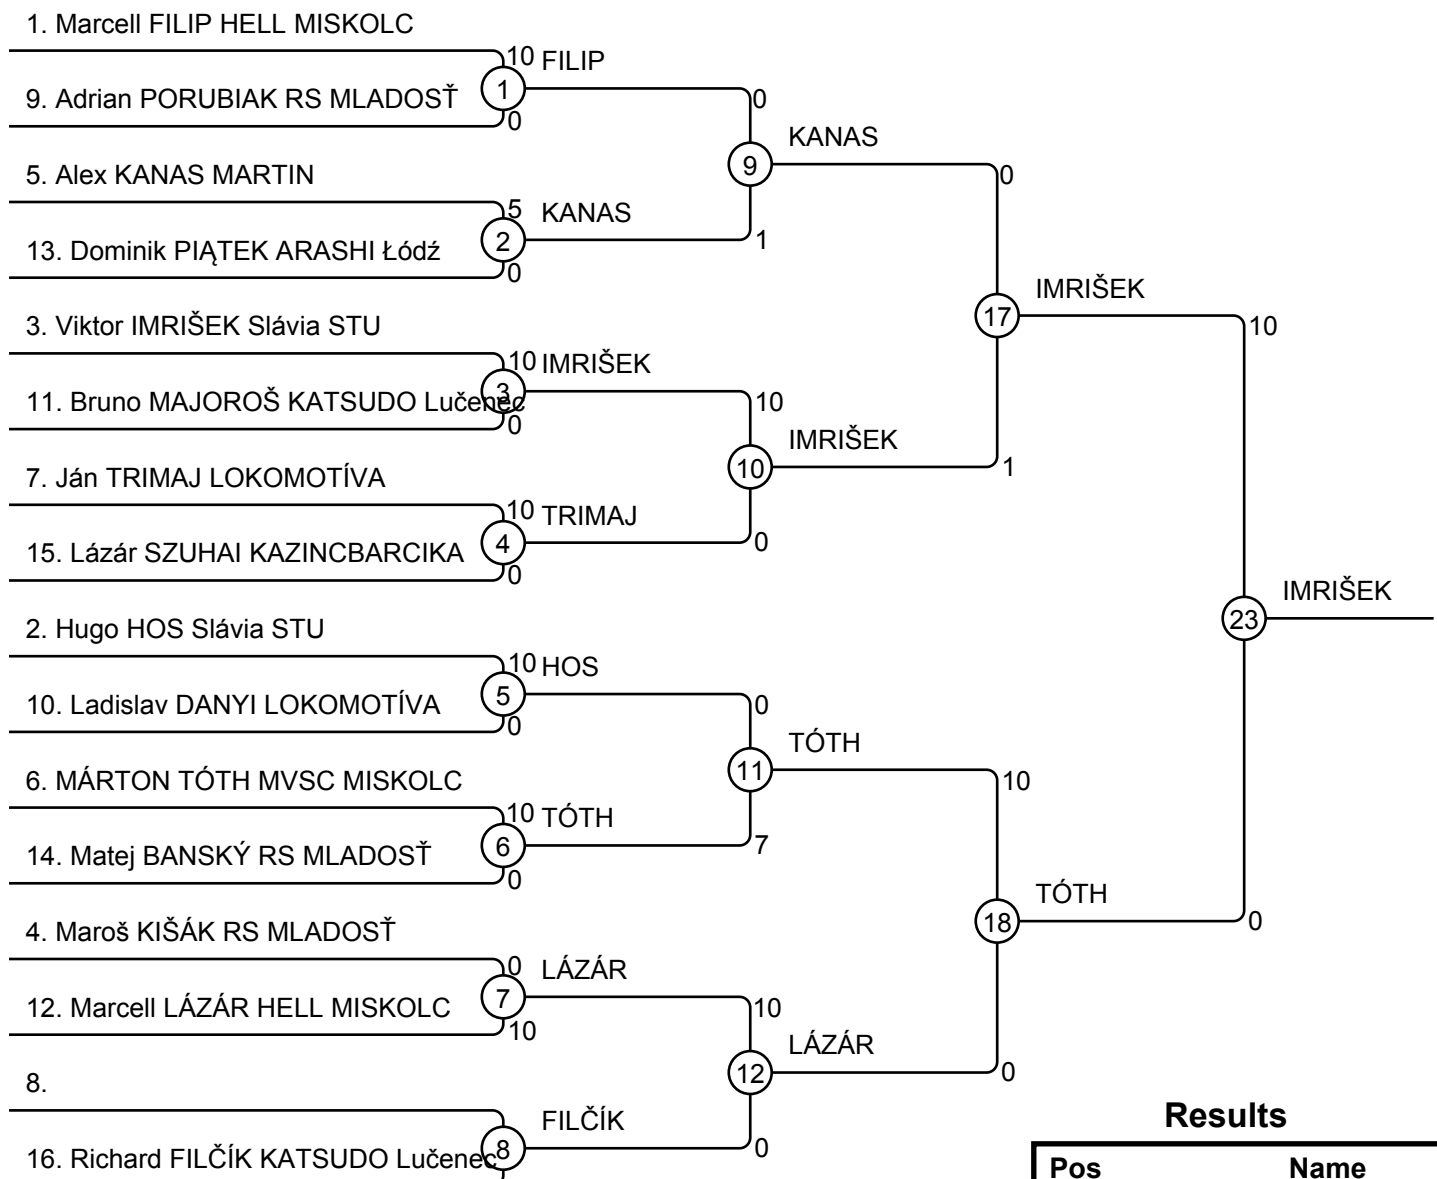 1. Marcell FILIP HELL MISKOLC
10 FILIP
1
9. Adrian PORUBIAK RS MLADOSŤ
0
0
KANAS
9
5. Alex KANAS MARTIN
0
5 KANAS
2
1
13. Dominik PIĄTEK ARASHI Łódź
0
IMRIŠEK
17
3. Viktor IMRIŠEK Slávia STU
10
10 IMRIŠEK
3
11. Bruno MAJOROŠ KATSUDO Lučenec
10
0
IMRIŠEK
10
1
7. Ján TRIMAJ LOKOMOTÍVA
10 TRIMAJ
4
0
15. Lázár SZUHAI KAZINCBARCIKA
0
IMRIŠEK
23
2. Hugo HOS Slávia STU
10 HOS
5
10. Ladislav DANYI LOKOMOTÍVA
0
0
TÓTH
11
6. MÁRTON TÓTH MVSC MISKOLC
10
10 TÓTH
6
7
14. Matej BANSKÝ RS MLADOSŤ
0
TÓTH
18
0
4. Maroš KIŠÁK RS MLADOSŤ
0 LÁZÁR
7
12. Marcell LÁZÁR HELL MISKOLC
10
10
LÁZÁR
12
0
8.
FILČÍK
8
0
16. Richard FILČÍK KATSUDO Lučenec
Results
Pos Name